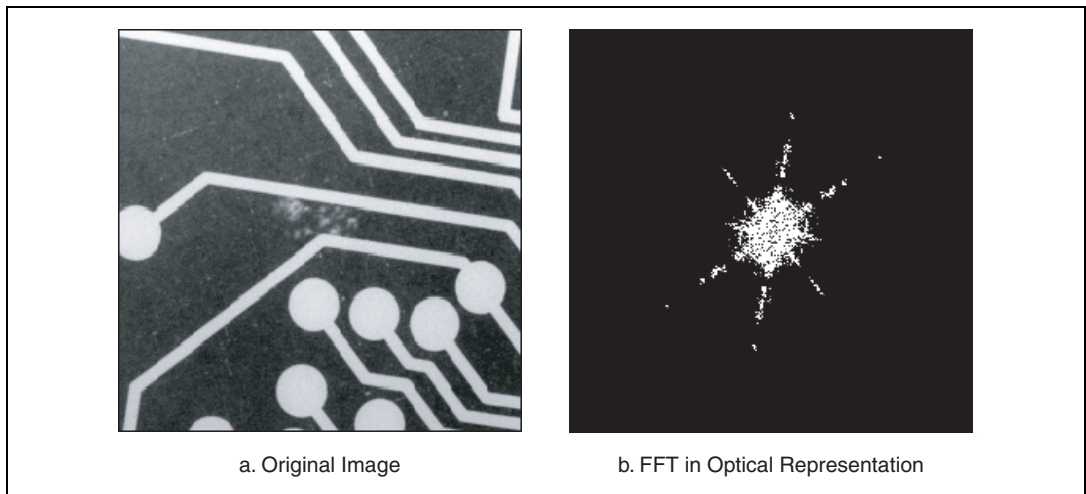 a. Original Image
b. FFT in Optical Representation